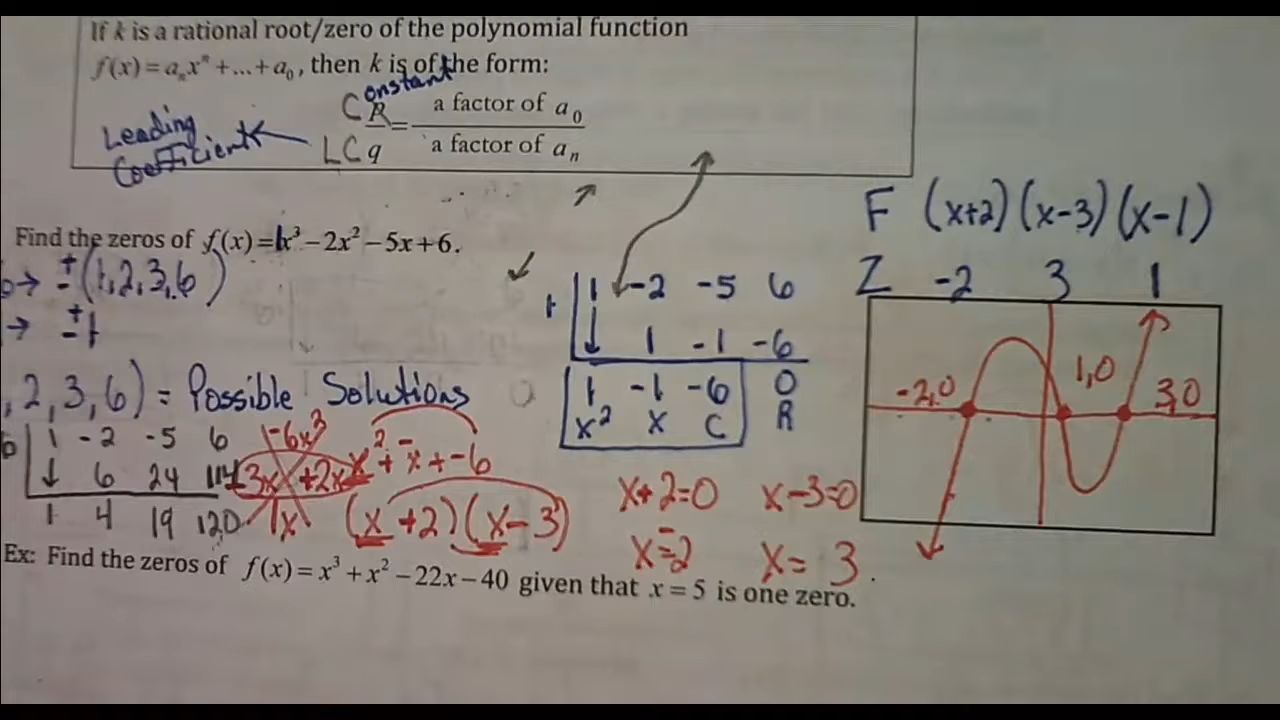 If k is a rational root/zero of the polynomial function
f(x) = aₙxⁿ + ... + a₀, then k is of the form:
Constant
C R = a factor of a₀
LC q a factor of aₙ
Leading
Coefficient
F (x+2)(x-3)(x-1)
Z -2 3 1
Find the zeros of f(x) = 1x³ - 2x² - 5x + 6.
→ ±(1,2,3,6)
→ ±1
, 2, 3, 6) = Possible Solutions
1 1 -2 -5 6
↓ 1 -1 -6
1 -1 -6 0
x² x C R
1 -2 -5 6
↓ 6 24 114
1 4 19 120
-6x²
3x +2x
1x
x² + -x + -6
(x+2)(x-3)
x+2=0 x-3=0
x=-2 x=3
-2,0 1,0 3,0
Ex: Find the zeros of f(x) = x³ + x² - 22x - 40 given that x = 5 is one zero.